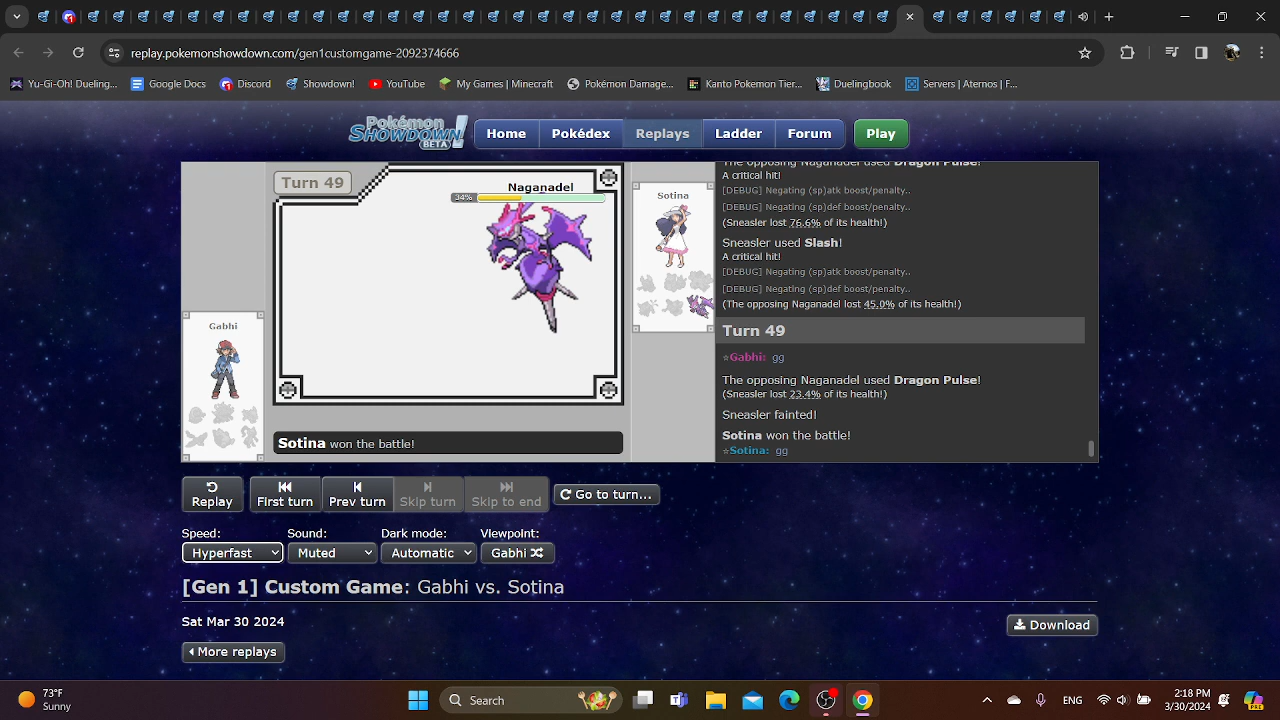 replay.pokemonshowdown.com/gen1customgame-2092374666
Yu-Gi-Oh! Dueling...
Google Docs
Discord
Showdown!
YouTube
My Games | Minecraft
Pokémon Damage...
Kanto Pokemon Tier...
Duelingbook
Servers | Aternos | F...
Pokémon
SHOWDOWN!
BETA
Home
Pokédex
Replays
Ladder
Forum
Play
Turn 49
Naganadel
34%
Sotina
Gabhi
Sotina won the battle!
The opposing Naganadel used Dragon Pulse!
A critical hit!
[DEBUG] Negating (sp)atk boost/penalty..
[DEBUG] Negating (sp)def boost/penalty..
(Sneasler lost 76.6% of its health!)
Sneasler used Slash!
A critical hit!
[DEBUG] Negating (sp)atk boost/penalty..
[DEBUG] Negating (sp)def boost/penalty..
(The opposing Naganadel lost 45.0% of its health!)
Turn 49
☆Gabhi: gg
The opposing Naganadel used Dragon Pulse!
(Sneasler lost 23.4% of its health!)
Sneasler fainted!
Sotina won the battle!
☆Sotina: gg
Replay
First turn
Prev turn
Skip turn
Skip to end
Go to turn...
Speed:
Sound:
Dark mode:
Viewpoint:
Hyperfast
Muted
Automatic
Gabhi
[Gen 1] Custom Game: Gabhi vs. Sotina
Sat Mar 30 2024
Download
More replays
73°F
Sunny
Search
ENG
2:18 PM
3/30/2024